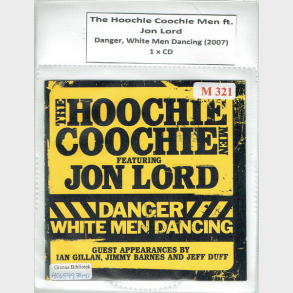 The Hoochie Coochie Men ft.
Jon Lord
Danger, White Men Dancing (2007)
1 x CD
M 321
THE HOOCHIE
COOCHIE MEN
FEATURING
JON LORD
DANGER
WHITE MEN DANCING
GUEST APPEARANCES BY
IAN GILLAN, JIMMY BARNES AND JEFF DUFF